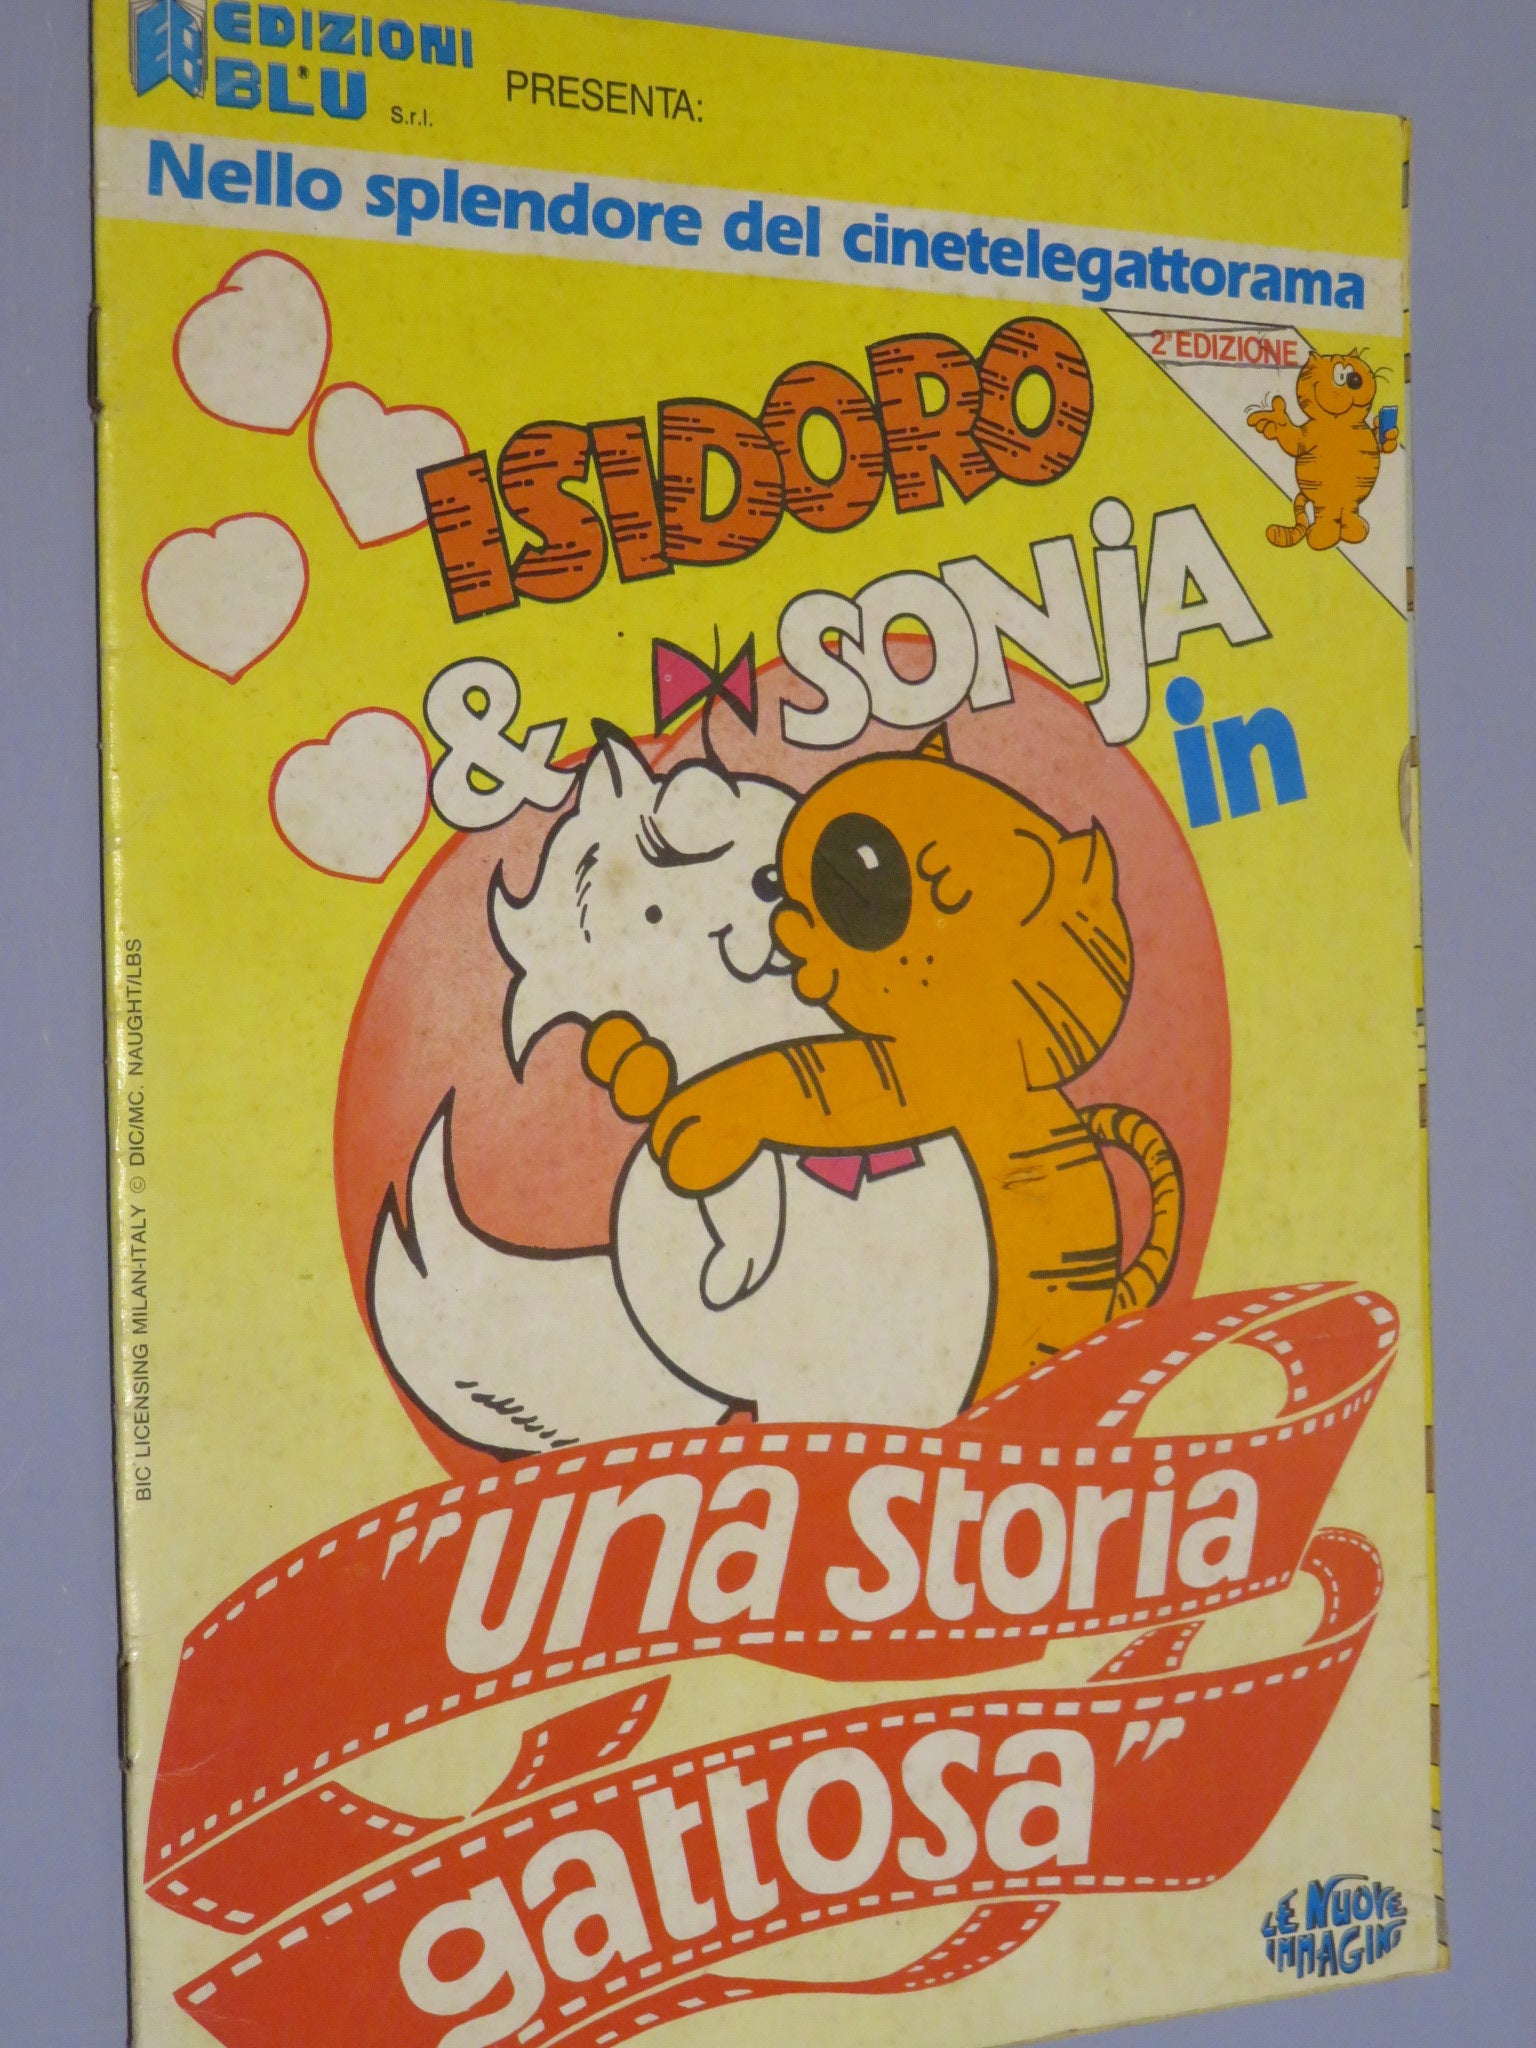 EB EDIZIONI
BLU® S.r.l.
PRESENTA:
Nello splendore del cinetelegattorama
2ª EDIZIONE
ISIDORO
& SONJA
in
"una storia
gattosa"
BIC LICENSING MILAN-ITALY © DIC/MC. NAUGHT/LBS
LE NUOVE
IMMAGINI